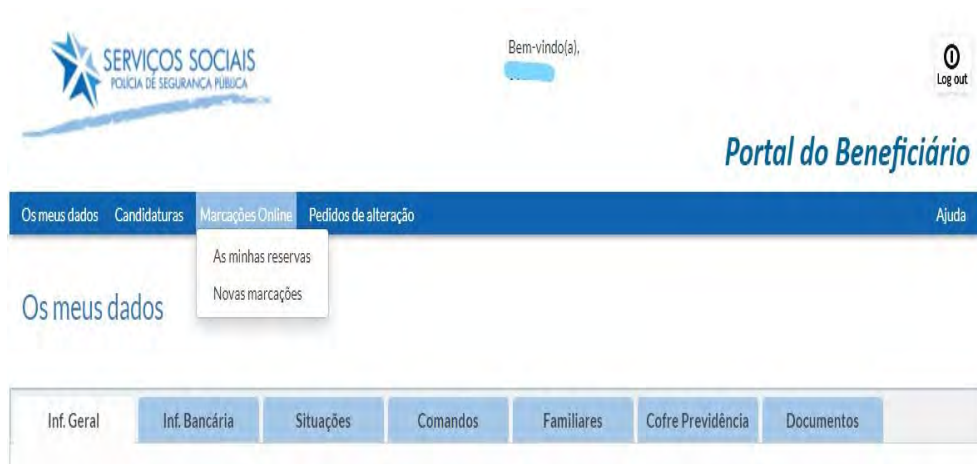 SERVIÇOS SOCIAIS
POLÍCIA DE SEGURANÇA PÚBLICA
Bem-vindo(a),
Log out
Portal do Beneficiário
Os meus dados Candidaturas Marcações Online Pedidos de alteração Ajuda
As minhas reservas
Novas marcações
Os meus dados
Inf. Geral Inf. Bancária Situações Comandos Familiares Cofre Previdência Documentos